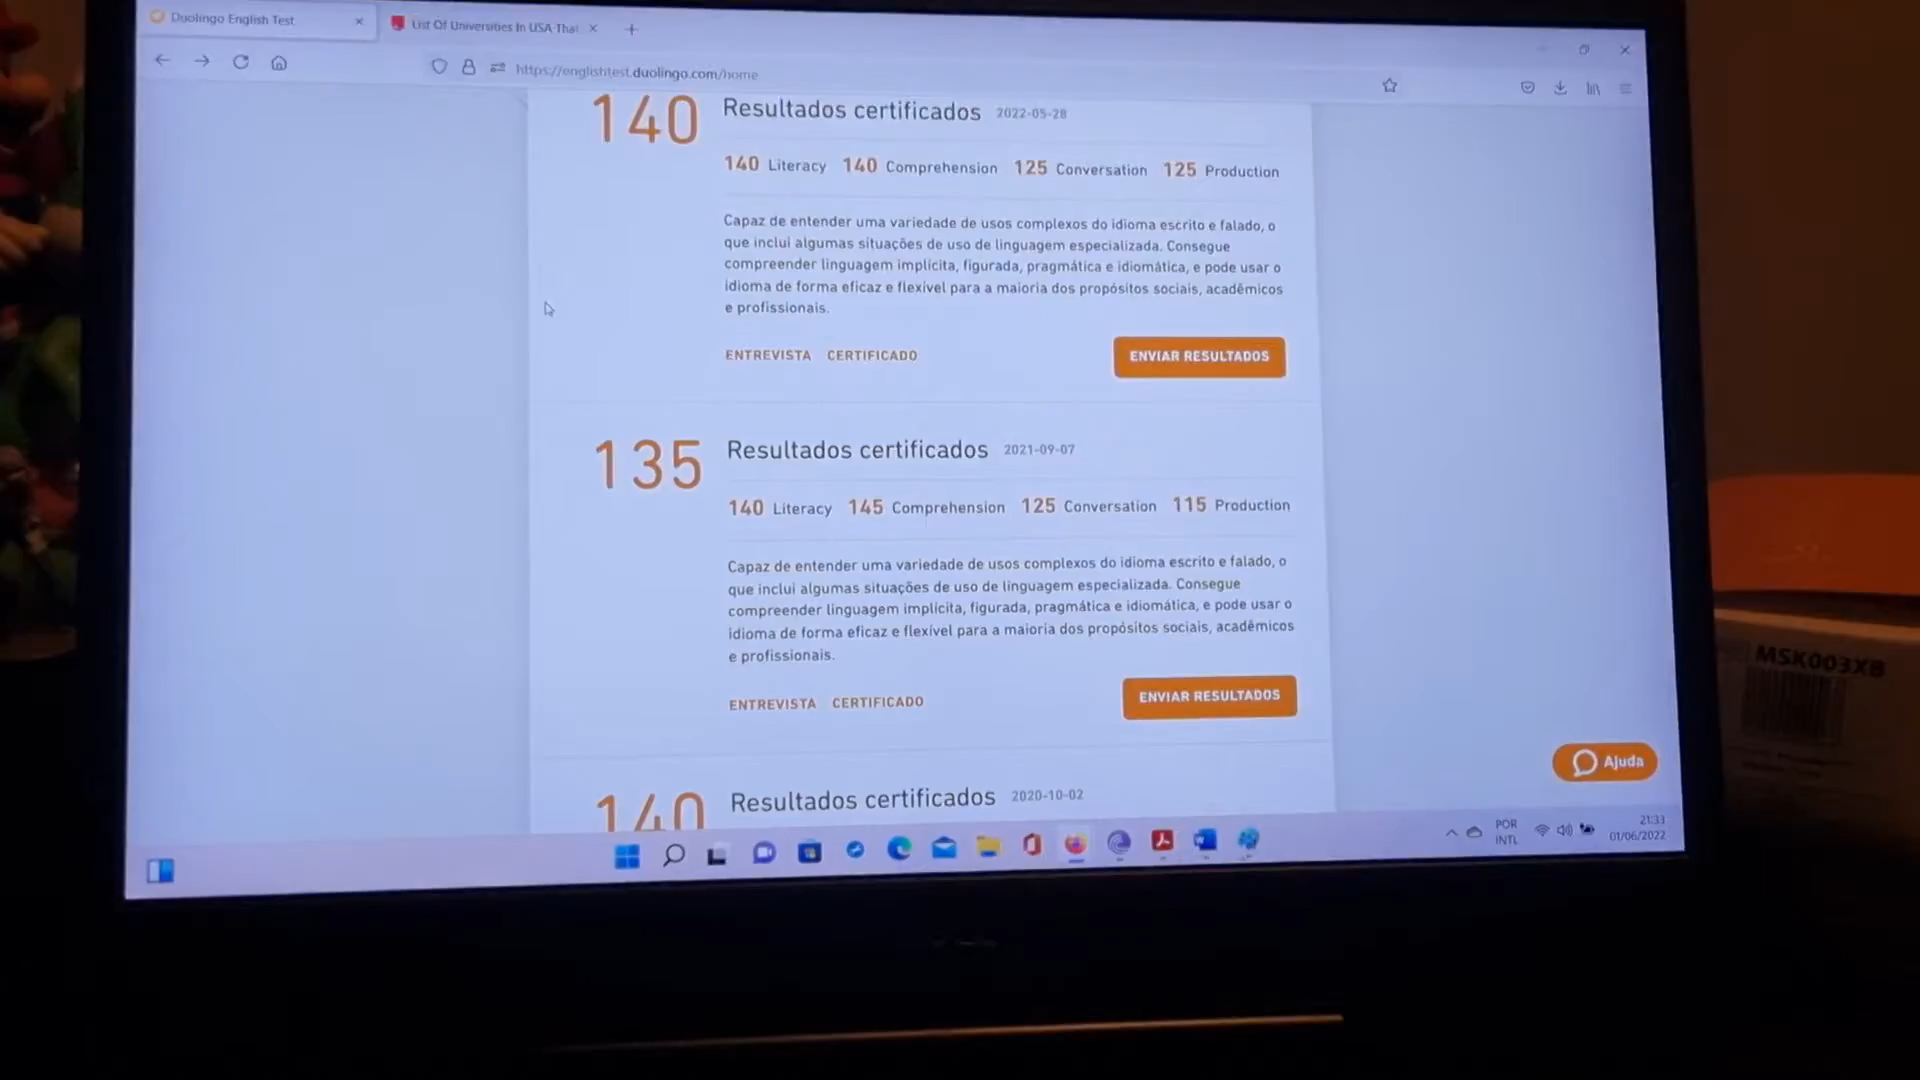 Duolingo English Test
List Of Universities In USA That
https://englishtest.duolingo.com/home
140 Resultados certificados 2022-05-28
140 Literacy 140 Comprehension 125 Conversation 125 Production
Capaz de entender uma variedade de usos complexos do idioma escrito e falado, o
que inclui algumas situações de uso de linguagem especializada. Consegue
compreender linguagem implícita, figurada, pragmática e idiomática, e pode usar o
idioma de forma eficaz e flexível para a maioria dos propósitos sociais, acadêmicos
e profissionais.
ENTREVISTA CERTIFICADO ENVIAR RESULTADOS
135 Resultados certificados 2021-09-07
140 Literacy 145 Comprehension 125 Conversation 115 Production
Capaz de entender uma variedade de usos complexos do idioma escrito e falado, o
que inclui algumas situações de uso de linguagem especializada. Consegue
compreender linguagem implícita, figurada, pragmática e idiomática, e pode usar o
idioma de forma eficaz e flexível para a maioria dos propósitos sociais, acadêmicos
e profissionais.
ENTREVISTA CERTIFICADO ENVIAR RESULTADOS
Ajuda
140 Resultados certificados 2020-10-02
POR
INTL
21:33
01/06/2022
MSK003XB